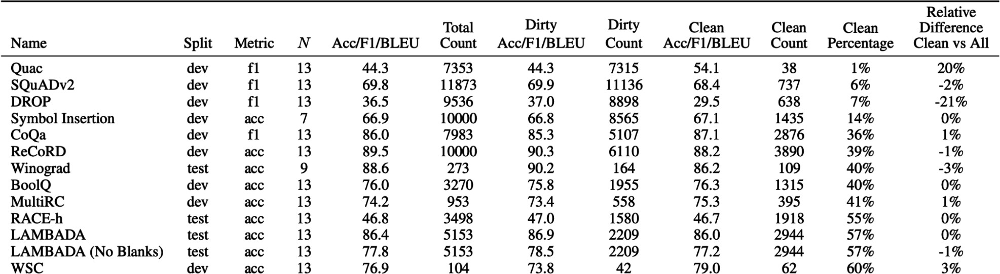 Relative
Total Dirty Dirty Clean Clean Clean Difference
Name Split Metric N Acc/F1/BLEU Count Acc/F1/BLEU Count Acc/F1/BLEU Count Percentage Clean vs All
Quac dev f1 13 44.3 7353 44.3 7315 54.1 38 1% 20%
SQuADv2 dev f1 13 69.8 11873 69.9 11136 68.4 737 6% -2%
DROP dev f1 13 36.5 9536 37.0 8898 29.5 638 7% -21%
Symbol Insertion dev acc 7 66.9 10000 66.8 8565 67.1 1435 14% 0%
CoQa dev f1 13 86.0 7983 85.3 5107 87.1 2876 36% 1%
ReCoRD dev acc 13 89.5 10000 90.3 6110 88.2 3890 39% -1%
Winograd test acc 9 88.6 273 90.2 164 86.2 109 40% -3%
BoolQ dev acc 13 76.0 3270 75.8 1955 76.3 1315 40% 0%
MultiRC dev acc 13 74.2 953 73.4 558 75.3 395 41% 1%
RACE-h test acc 13 46.8 3498 47.0 1580 46.7 1918 55% 0%
LAMBADA test acc 13 86.4 5153 86.9 2209 86.0 2944 57% 0%
LAMBADA (No Blanks) test acc 13 77.8 5153 78.5 2209 77.2 2944 57% -1%
WSC dev acc 13 76.9 104 73.8 42 79.0 62 60% 3%